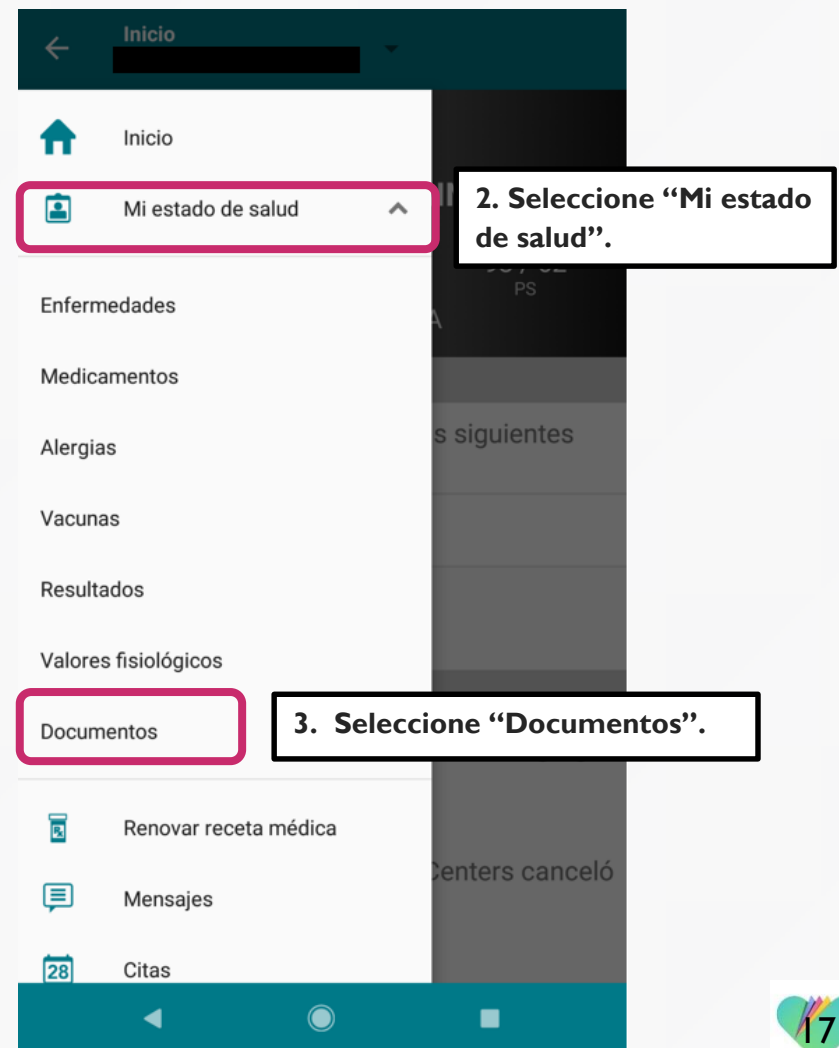 Inicio
Inicio
Mi estado de salud
2. Seleccione “Mi estado
de salud”.
PS
Enfermedades
Medicamentos
s siguientes
Alergias
Vacunas
Resultados
Valores fisiológicos
Documentos
3. Seleccione “Documentos”.
Renovar receta médica
Centers canceló
Mensajes
28
Citas
17